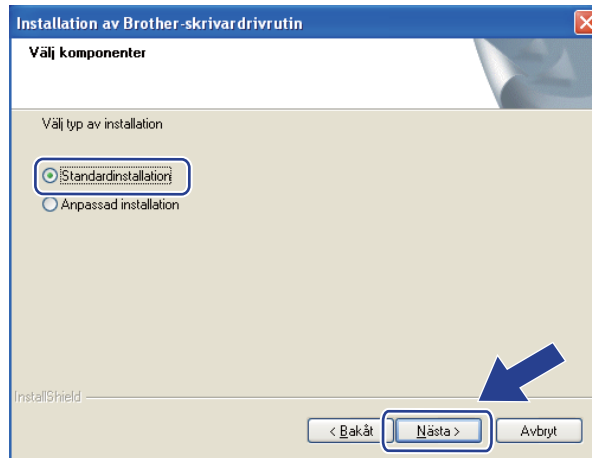 Installation av Brother-skrivardrivrutin
Välj komponenter
Välj typ av installation
Standardinstallation
Anpassad installation
InstallShield
< Bakåt Nästa > Avbryt